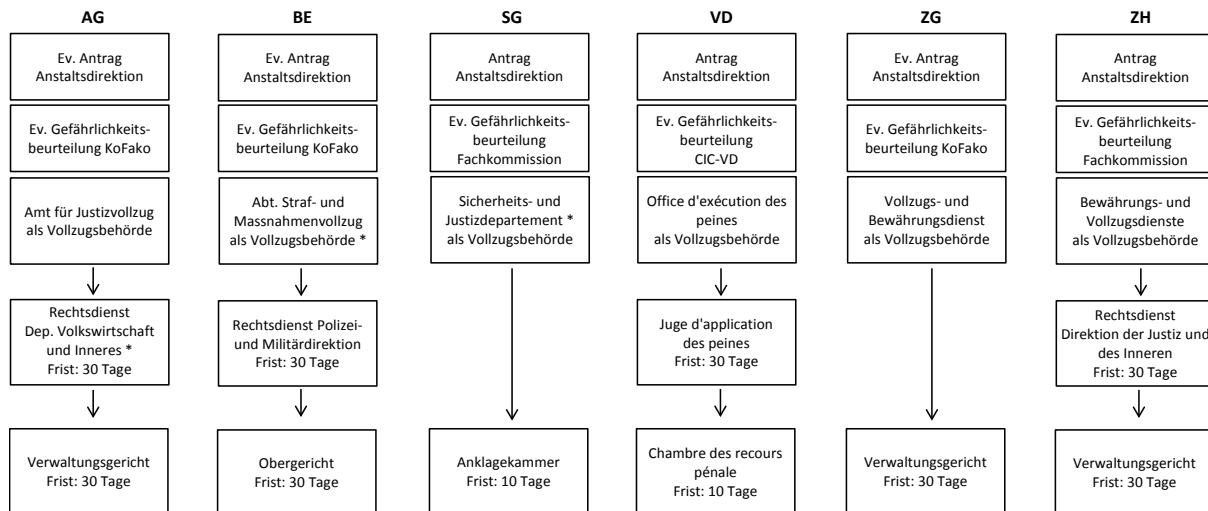 AG
Ev. Antrag
Anstaltsdirektion
Ev. Gefährlichkeits-
beurteilung KoFako
Amt für Justizvollzug
als Vollzugsbehörde
Rechtsdienst
Dep. Volkswirtschaft
und Inneres *
Frist: 30 Tage
Verwaltungsgericht
Frist: 30 Tage
BE
Ev. Antrag
Anstaltsdirektion
Ev. Gefährlichkeits-
beurteilung KoFako
Abt. Straf- und
Massnahmenvollzug
als Vollzugsbehörde *
Rechtsdienst Polizei-
und Militärdirektion
Frist: 30 Tage
Obergericht
Frist: 30 Tage
SG
Antrag
Anstaltsdirektion
Ev. Gefährlichkeits-
beurteilung
Fachkommission
Sicherheits- und
Justizdepartement *
als Vollzugsbehörde
Anklagekammer
Frist: 10 Tage
VD
Antrag
Anstaltsdirektion
Ev. Gefährlichkeits-
beurteilung
CIC-VD
Office d'exécution des
peines
als Vollzugsbehörde
Juge d'application
des peines
Frist: 30 Tage
Chambre des recours
pénale
Frist: 10 Tage
ZG
Ev. Antrag
Anstaltsdirektion
Ev. Gefährlichkeits-
beurteilung KoFako
Vollzugs- und
Bewährungsdienst
als Vollzugsbehörde
Verwaltungsgericht
Frist: 30 Tage
ZH
Antrag
Anstaltsdirektion
Ev. Gefährlichkeits-
beurteilung
Fachkommission
Bewährungs- und
Vollzugsdienste
als Vollzugsbehörde
Rechtsdienst
Direktion der Justiz und
des Inneren
Frist: 30 Tage
Verwaltungsgericht
Frist: 30 Tage